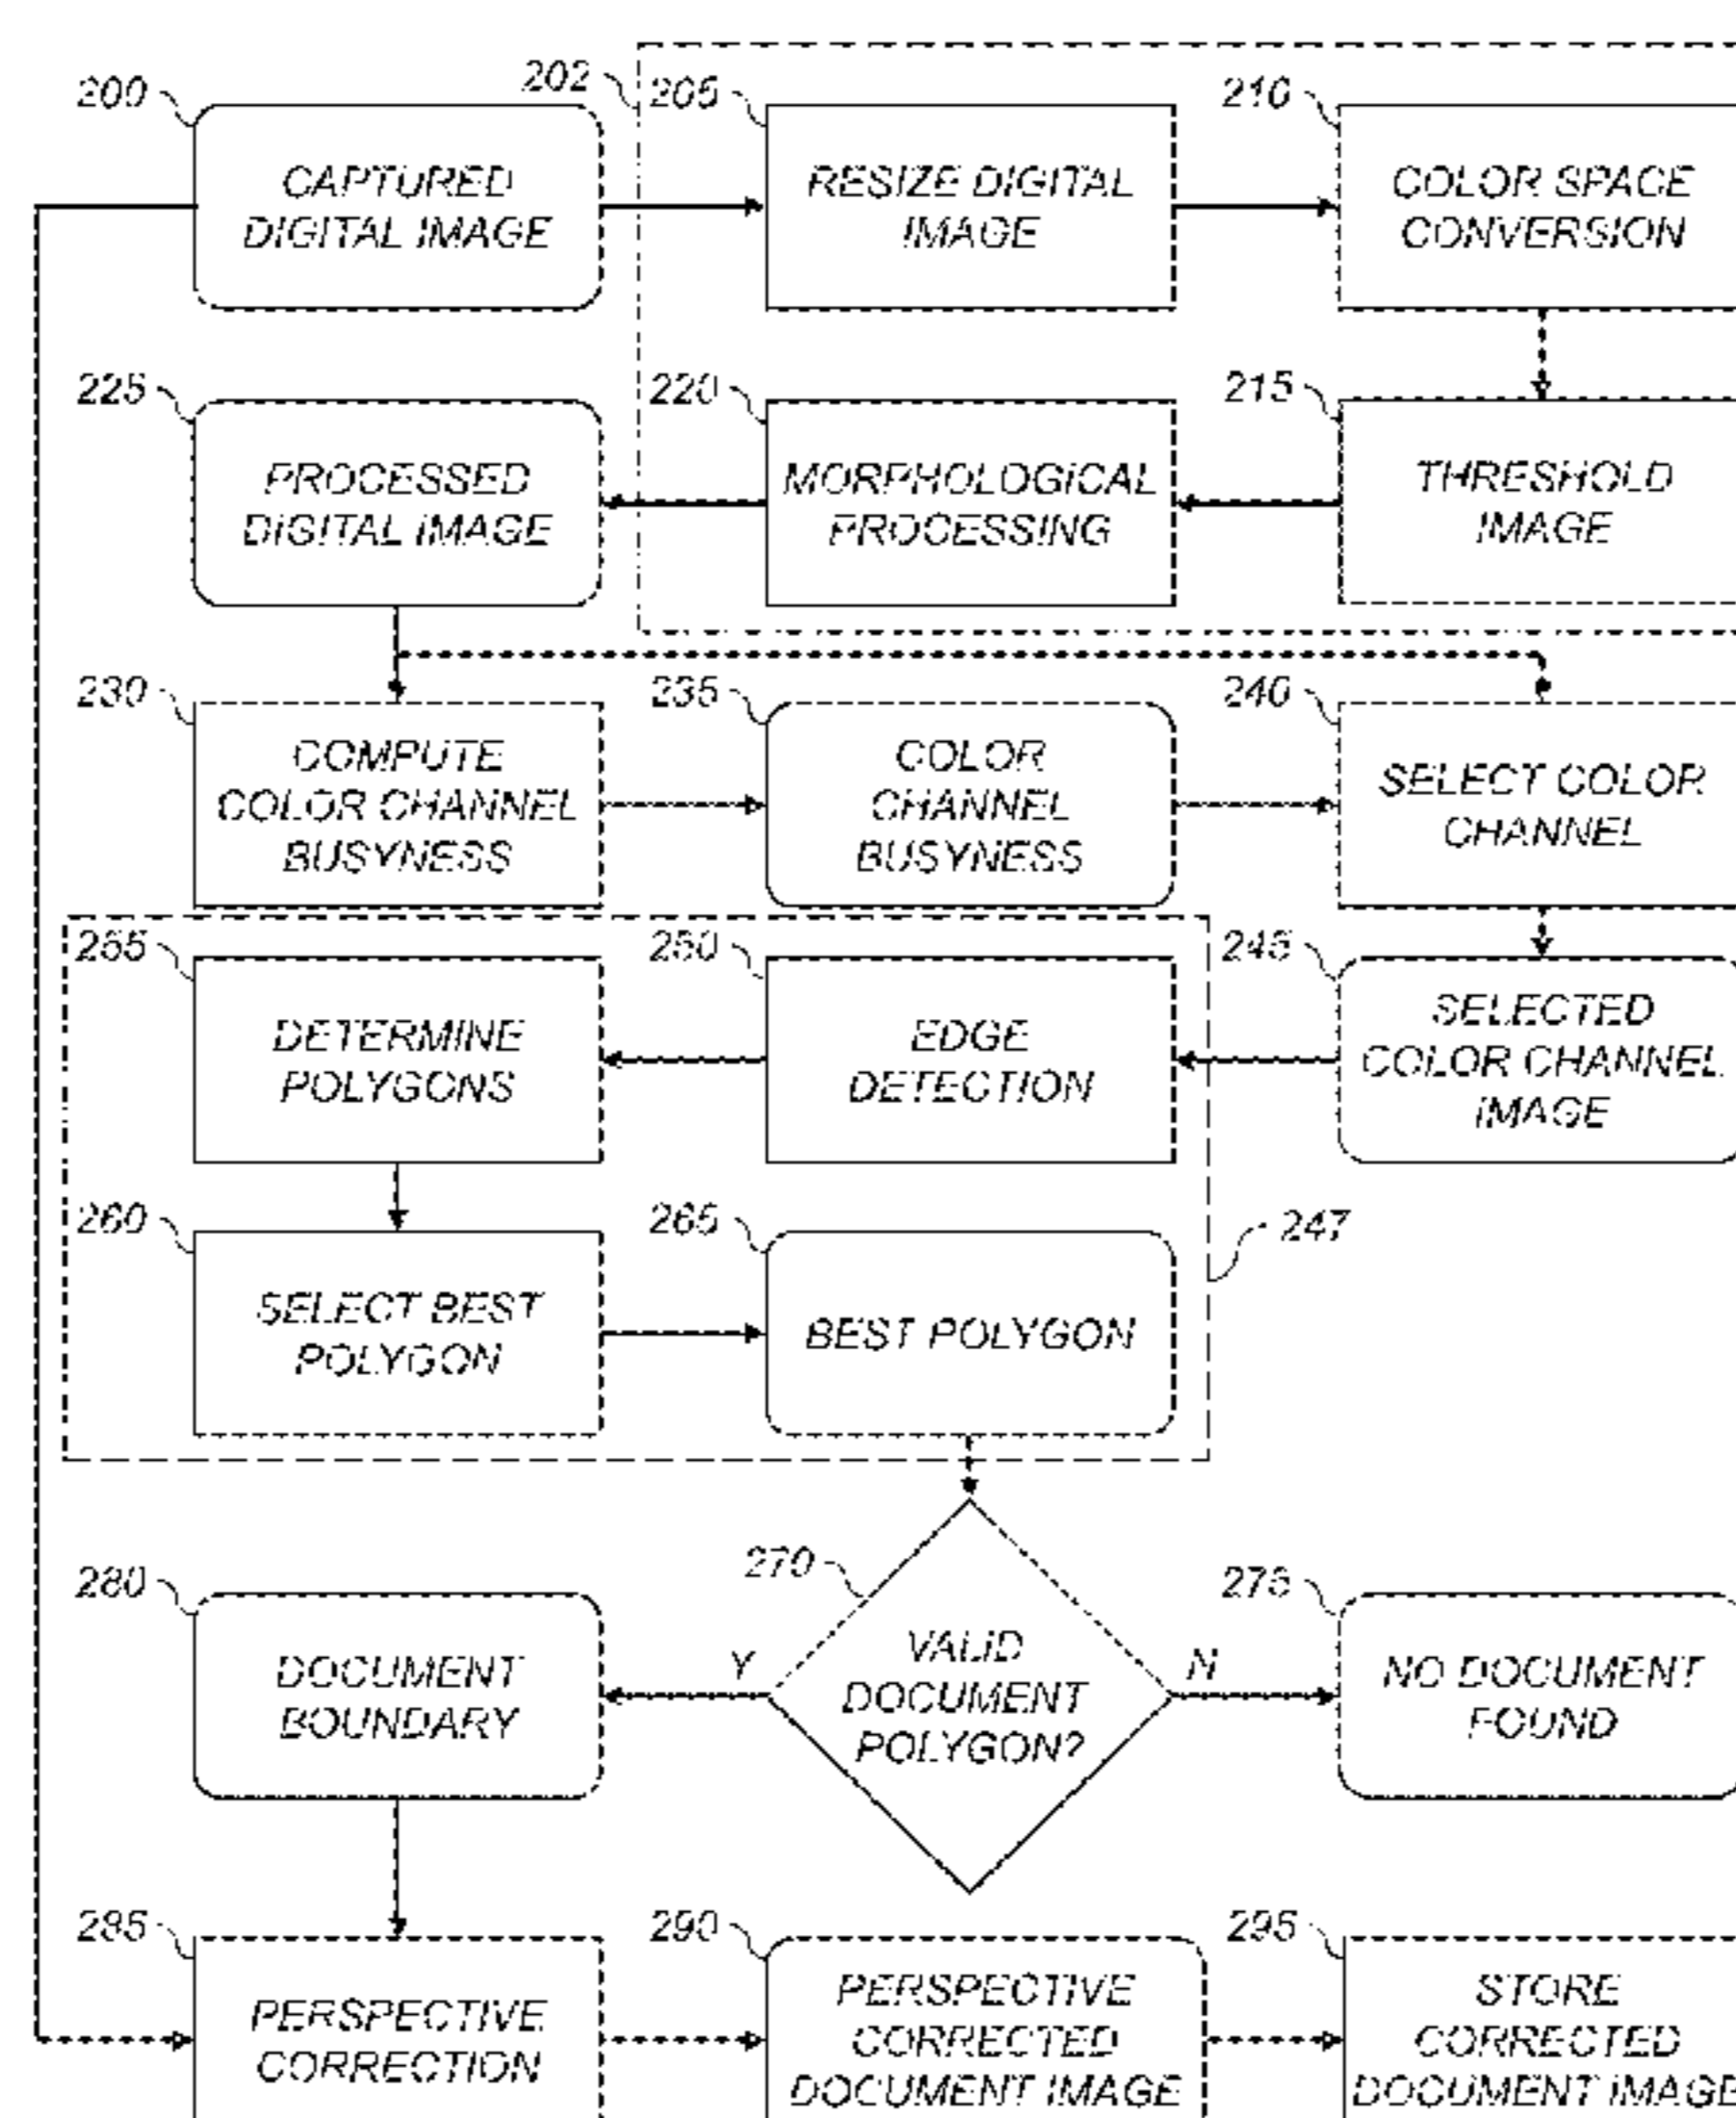 200
CAPTURED
DIGITAL IMAGE
202
205
RESIZE DIGITAL
IMAGE
210
COLOR SPACE
CONVERSION
225
PROCESSED
DIGITAL IMAGE
220
MORPHOLOGICAL
PROCESSING
215
THRESHOLD
IMAGE
230
COMPUTE
COLOR CHANNEL
BUSYNESS
235
COLOR
CHANNEL
BUSYNESS
240
SELECT COLOR
CHANNEL
255
DETERMINE
POLYGONS
250
EDGE
DETECTION
245
SELECTED
COLOR CHANNEL
IMAGE
260
SELECT BEST
POLYGON
265
BEST POLYGON
247
280
DOCUMENT
BOUNDARY
270
Y
VALID
DOCUMENT
POLYGON?
N
275
NO DOCUMENT
FOUND
285
PERSPECTIVE
CORRECTION
290
PERSPECTIVE
CORRECTED
DOCUMENT IMAGE
295
STORE
CORRECTED
DOCUMENT IMAGE